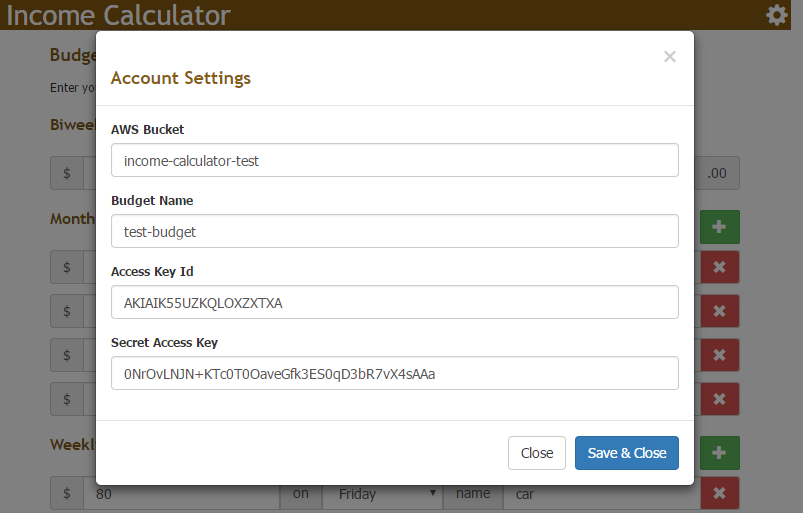 Income Calculator
Budge
Account Settings
×
Enter yo
AWS Bucket
Biwee
income-calculator-test
$
.00
Budget Name
Month
test-budget
Access Key Id
$
AKIAIK55UZKQLOXZXTXA
$
Secret Access Key
$
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
$
Weekl
Close
Save & Close
$ 80 on Friday name car